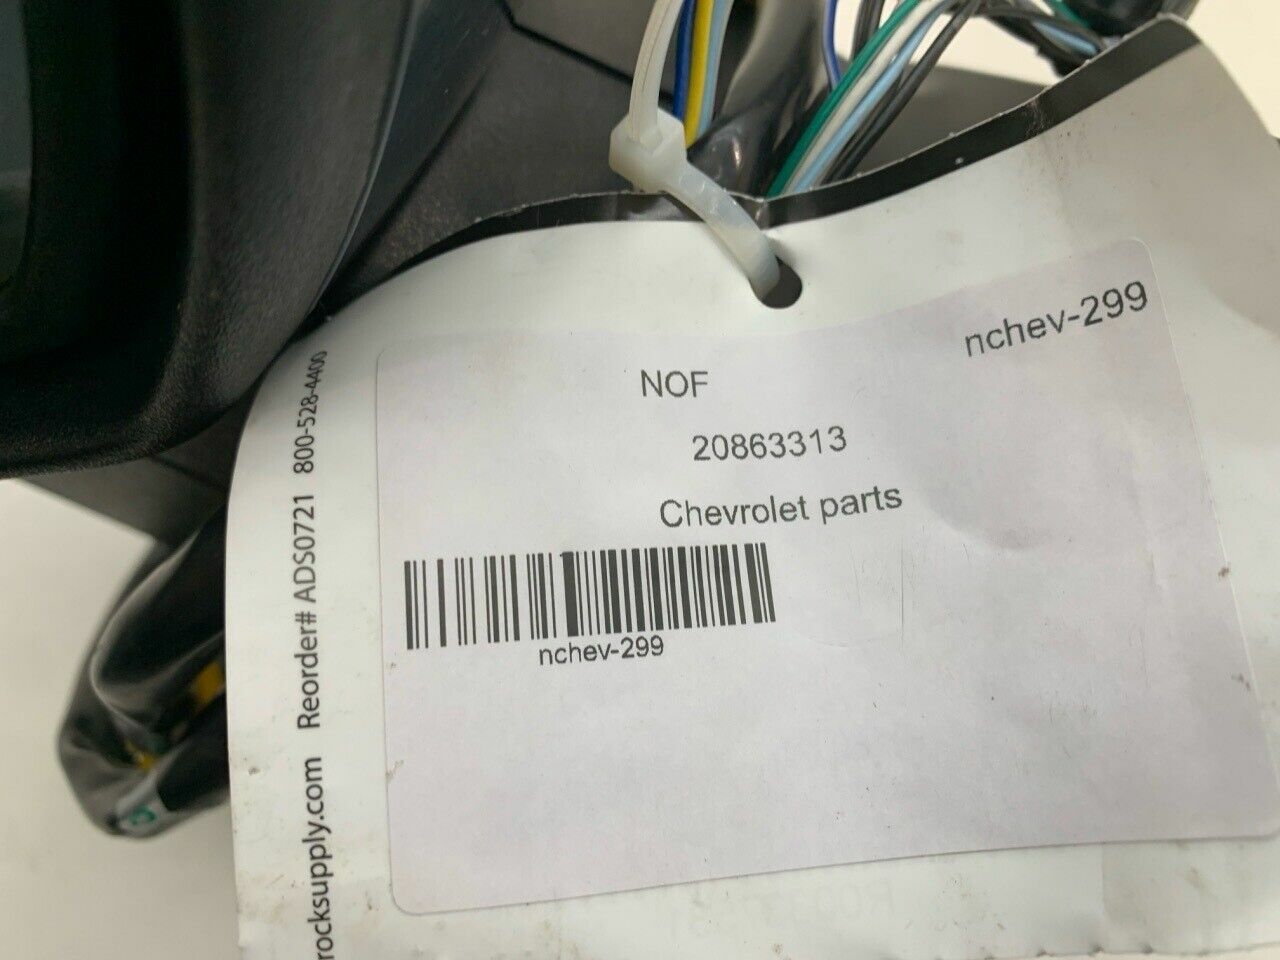 nchev-299
NOF
20863313
Chevrolet parts
nchev-299
rocksupply.com Reorder# ADS0721 800-528-4400